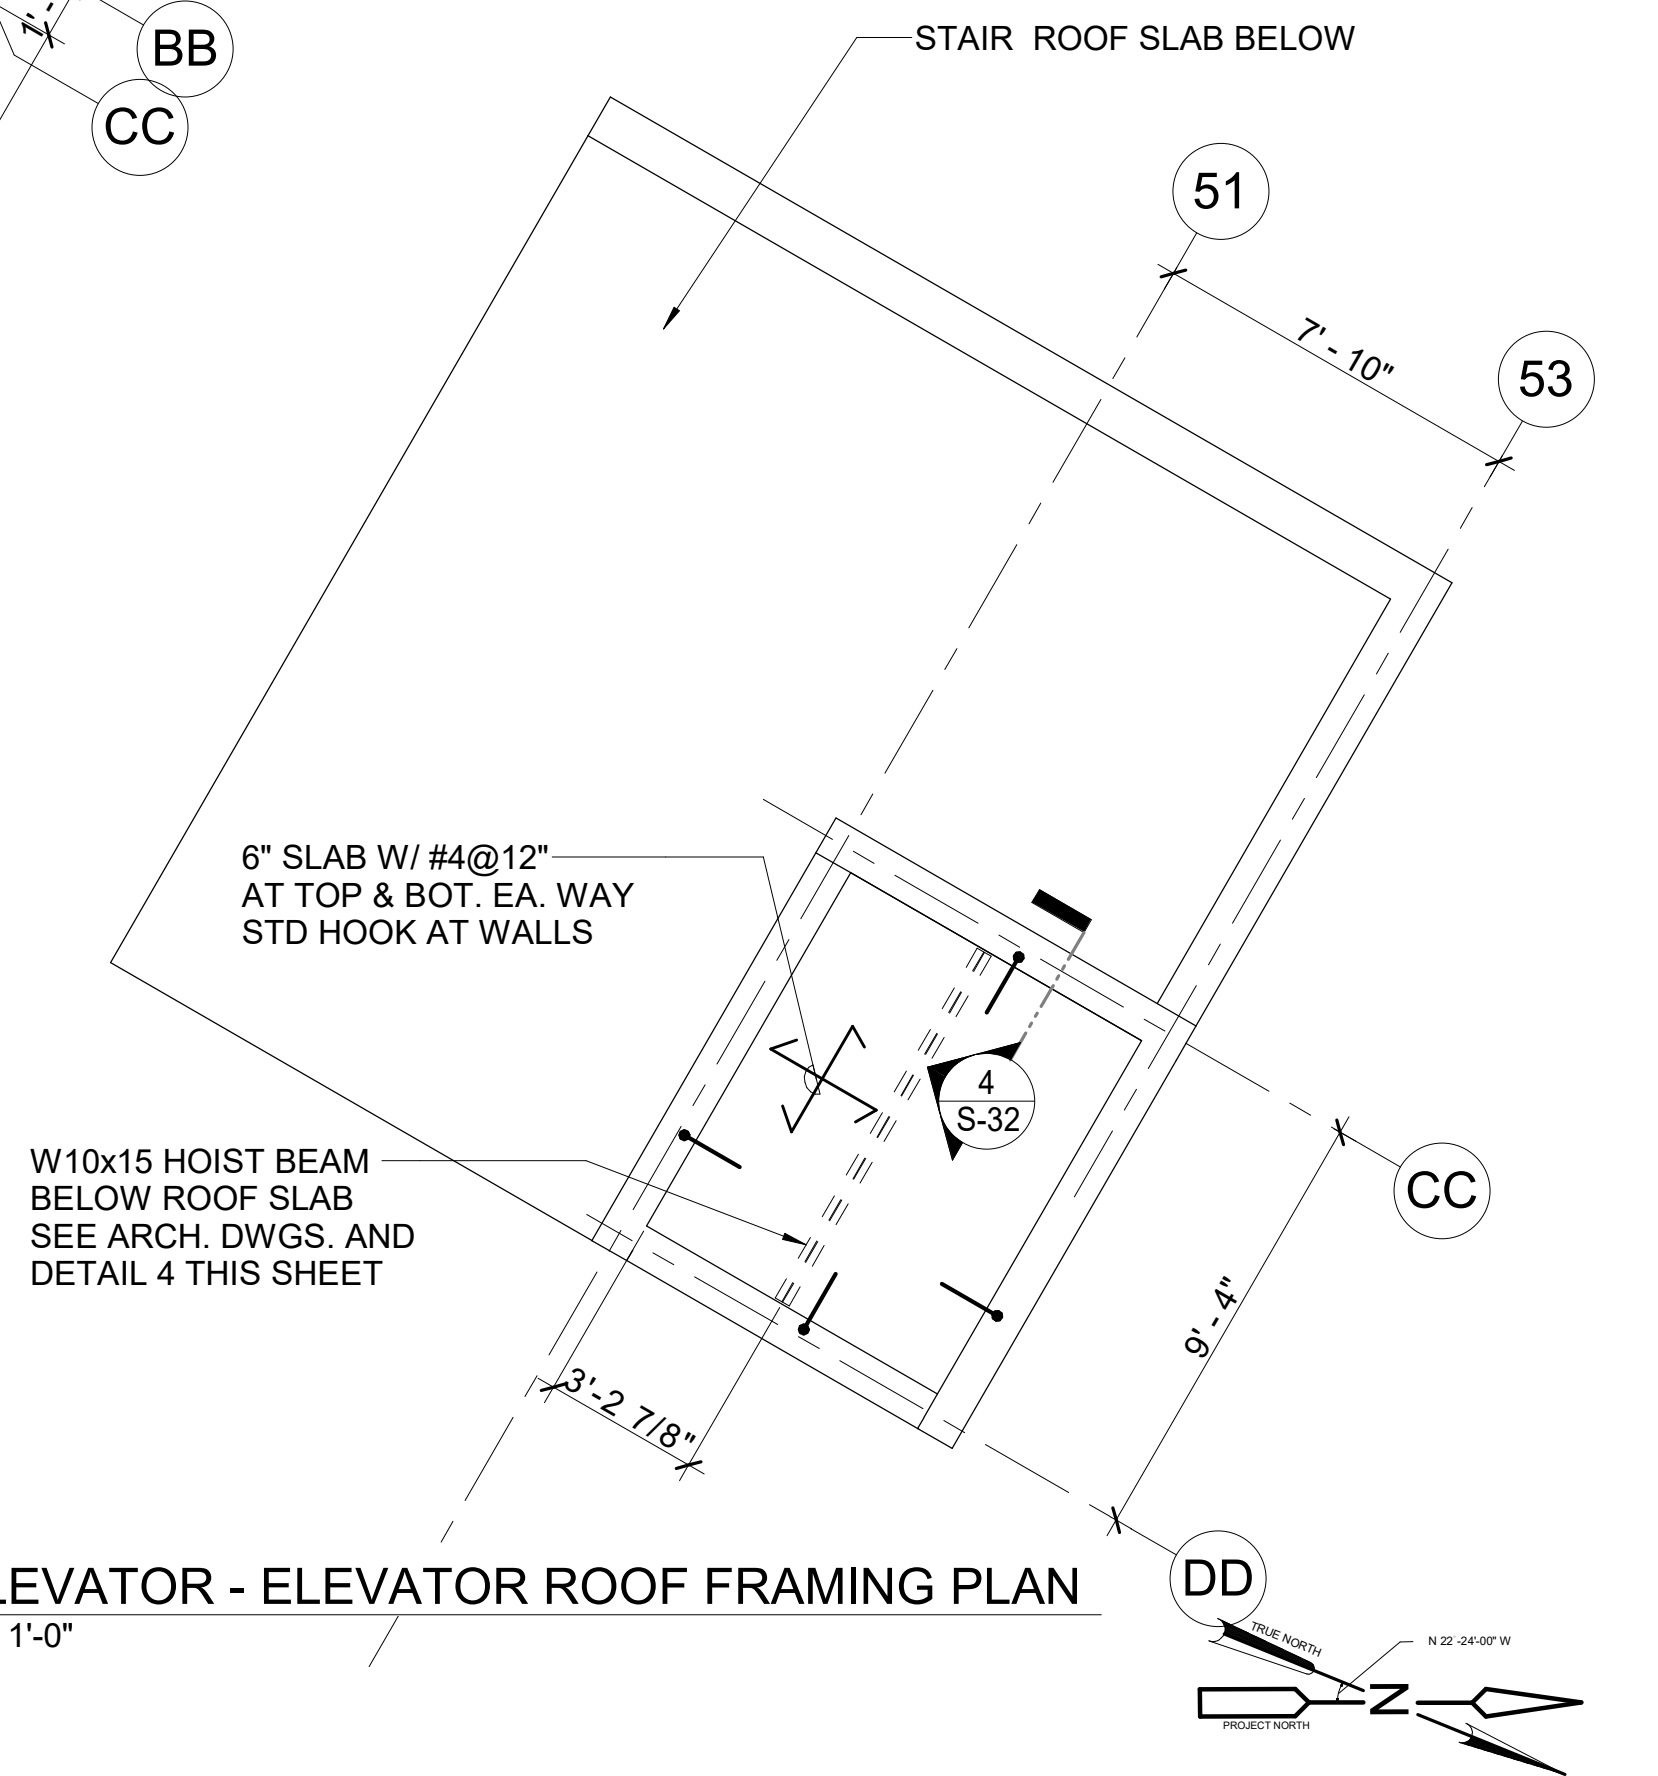 1'-
BB
CC
STAIR ROOF SLAB BELOW
51
7' - 10"
53
6" SLAB W/ #4@12"
AT TOP & BOT. EA. WAY
STD HOOK AT WALLS
4
S-32
W10x15 HOIST BEAM
BELOW ROOF SLAB
SEE ARCH. DWGS. AND
DETAIL 4 THIS SHEET
CC
9' - 4"
3'-2 7/8"
DD
LEVATOR - ELEVATOR ROOF FRAMING PLAN
1'-0"
TRUE NORTH
N 22 -24'-00" W
N
PROJECT NORTH